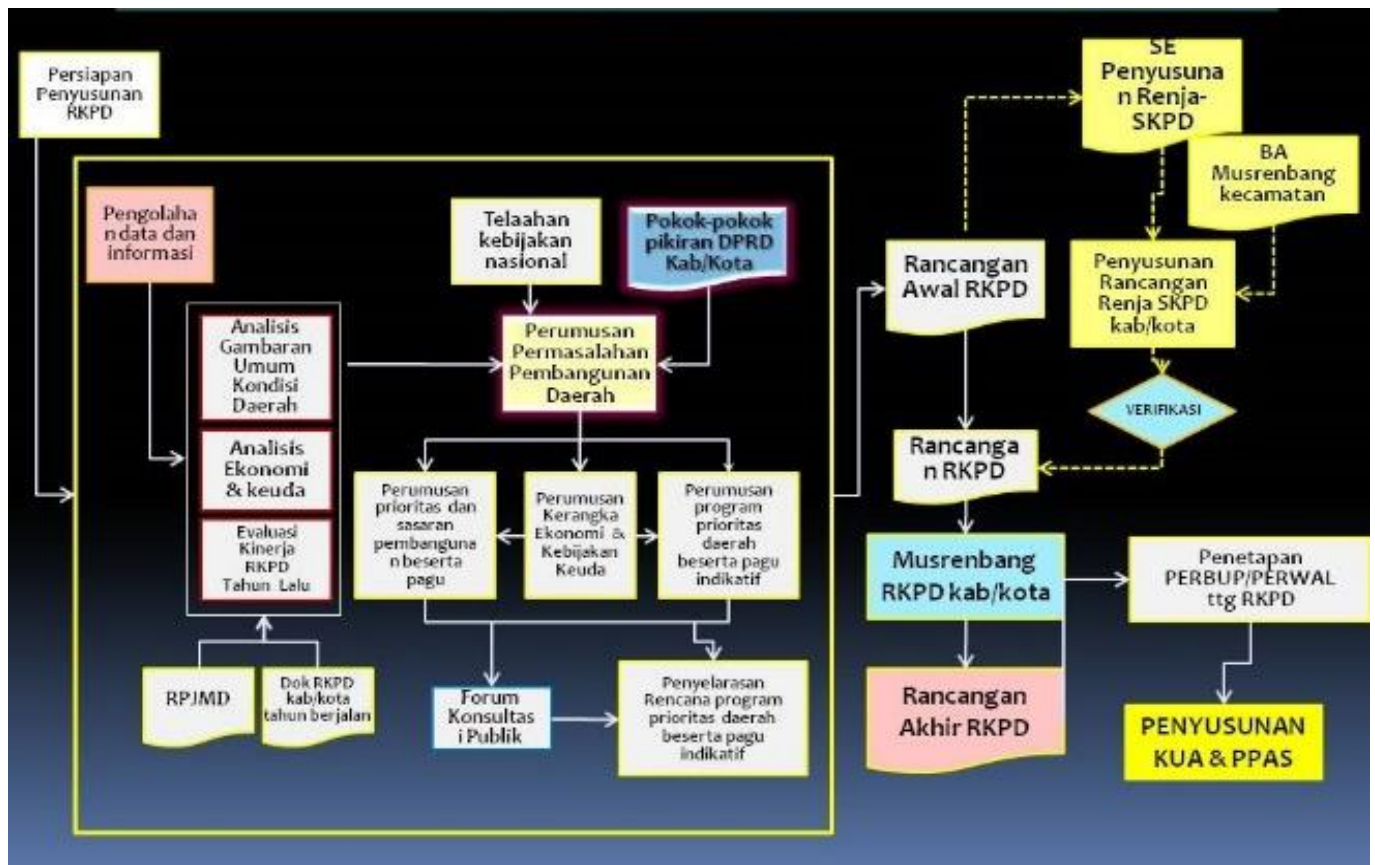 Persiapan
Penyusunan
RKPD
SE
Penyusuna
n Renja-
SKPD
BA
Musrenbang
kecamatan
Pengolaha
n data dan
informasi
Telaahan
kebijakan
nasional
Pokok-pokok
pikiran DPRD
Kab/Kota
Rancangan
Awal RKPD
Penyusunan
Rancangan
Renja SKPD
kab/kota
Analisis
Gambaran
Umum
Kondisi
Daerah
Perumusan
Permasalahan
Pembangunan
Daerah
VERIFIKASI
Analisis
Ekonomi
& keuda
Rancanga
n RKPD
Evaluasi
Kinerja
RKPD
Tahun Lalu
Perumusan
prioritas dan
sasaran
pembanguna
n beserta
pagu
Perumusan
Kerangka
Ekonomi &
Kebijakan
Keuda
Perumusan
program
prioritas
daerah
beserta pagu
indikatif
Musrenbang
RKPD kab/kota
Penetapan
PERBUP/PERWAL
ttg RKPD
RPJMD
Dok RKPD
kab/kota
tahun berjalan
Forum
Konsultas
i Publik
Penyelarasan
Rencana program
prioritas daerah
beserta pagu
indikatif
Rancangan
Akhir RKPD
PENYUSUNAN
KUA & PPAS